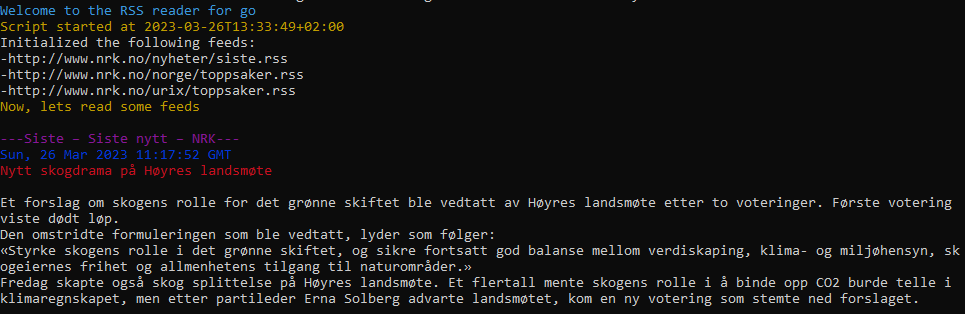 Welcome to the RSS reader for go
Script started at 2023-03-26T13:33:49+02:00
Initialized the following feeds:
-http://www.nrk.no/nyheter/siste.rss
-http://www.nrk.no/norge/toppsaker.rss
-http://www.nrk.no/urix/toppsaker.rss
Now, lets read some feeds
---Siste – Siste nytt – NRK---
Sun, 26 Mar 2023 11:17:52 GMT
Nytt skogdrama på Høyres landsmøte
Et forslag om skogens rolle for det grønne skiftet ble vedtatt av Høyres landsmøte etter to voteringer. Første votering
viste dødt løp.
Den omstridte formuleringen som ble vedtatt, lyder som følger:
«Styrke skogens rolle i det grønne skiftet, og sikre fortsatt god balanse mellom verdiskaping, klima- og miljøhensyn, sk
ogeiernes frihet og allmenhetens tilgang til naturområder.»
Fredag skapte også skog splittelse på Høyres landsmøte. Et flertall mente skogens rolle i å binde opp CO2 burde telle i
klimaregnskapet, men etter partileder Erna Solberg advarte landsmøtet, kom en ny votering som stemte ned forslaget.